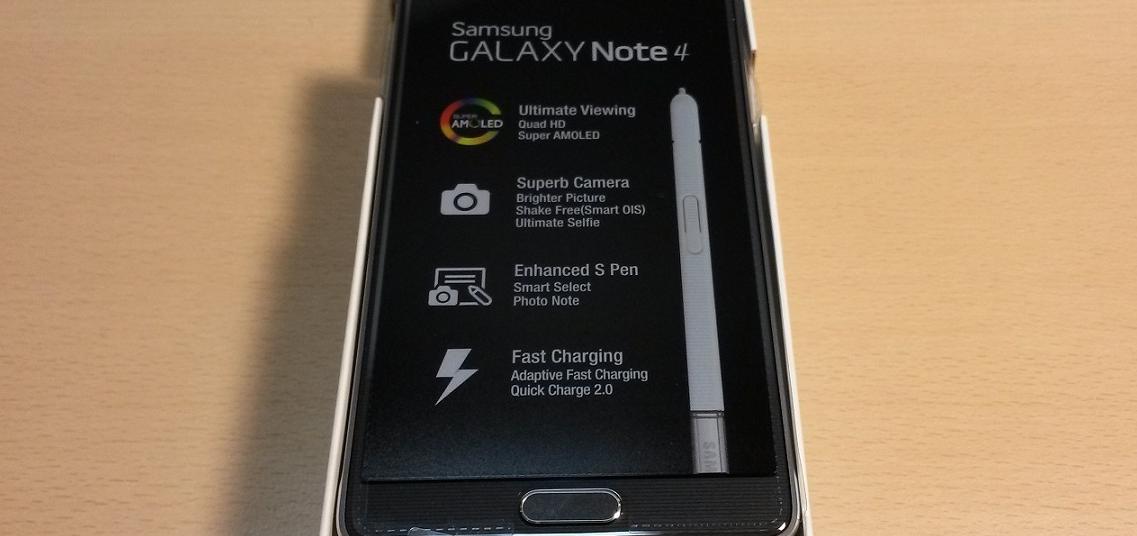 Samsung
GALAXY Note 4
SUPER
AMOLED
Ultimate Viewing
Quad HD
Super AMOLED
Superb Camera
Brighter Picture
Shake Free(Smart OIS)
Ultimate Selfie
Enhanced S Pen
Smart Select
Photo Note
Fast Charging
Adaptive Fast Charging
Quick Charge 2.0
SAM